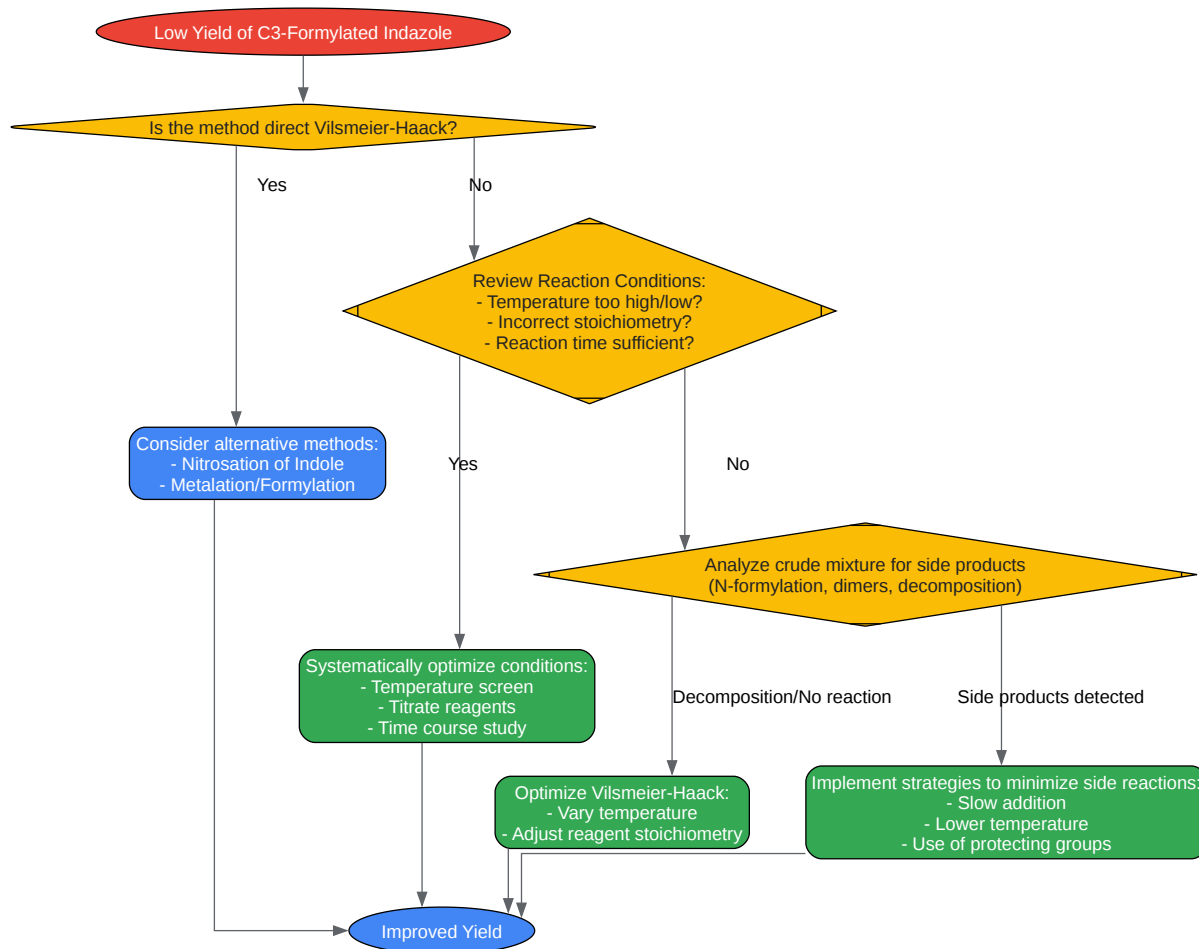 Low Yield of C3-Formylated Indazole
Is the method direct Vilsmeier-Haack?
Yes
No
Review Reaction Conditions:
- Temperature too high/low?
- Incorrect stoichiometry?
- Reaction time sufficient?
Consider alternative methods:
- Nitrosation of Indole
- Metalation/Formylation
Yes
No
Analyze crude mixture for side products
(N-formylation, dimers, decomposition)
Systematically optimize conditions:
- Temperature screen
- Titrate reagents
- Time course study
Decomposition/No reaction
Side products detected
Optimize Vilsmeier-Haack:
- Vary temperature
- Adjust reagent stoichiometry
Implement strategies to minimize side reactions:
- Slow addition
- Lower temperature
- Use of protecting groups
Improved Yield